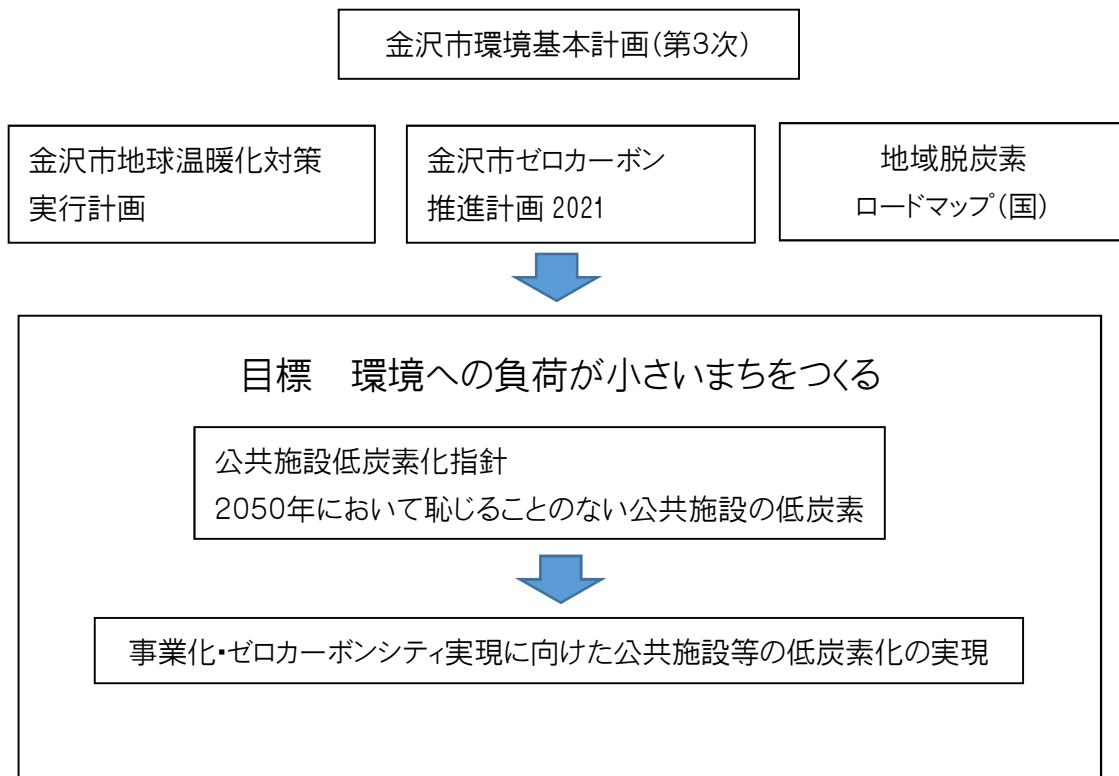 金沢市環境基本計画(第3次)
金沢市地球温暖化対策
実行計画
金沢市ゼロカーボン
推進計画 2021
地域脱炭素
ロードマップ(国)
目標　環境への負荷が小さいまちをつくる
公共施設低炭素化指針
2050年において恥じることのない公共施設の低炭素
事業化・ゼロカーボンシティ実現に向けた公共施設等の低炭素化の実現